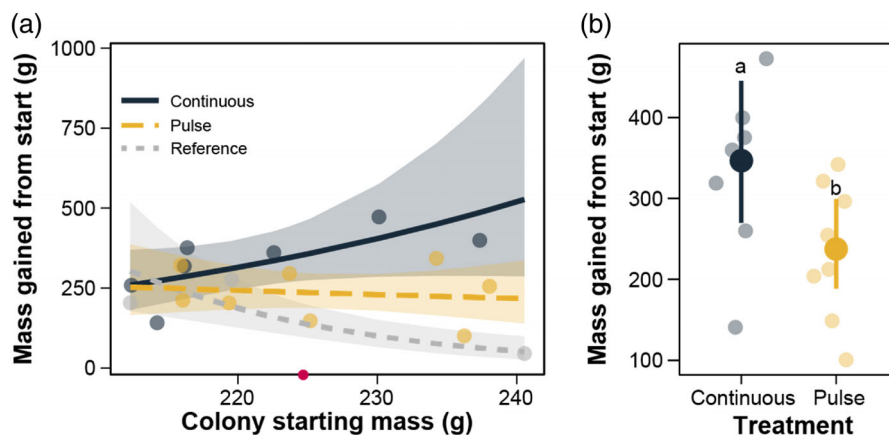 (a)
Mass gained from start (g)
1000
750
500
250
0
Continuous
Pulse
Reference
220
230
240
Colony starting mass (g)
(b)
Mass gained from start (g)
400
300
200
100
a
b
Continuous
Pulse
Treatment